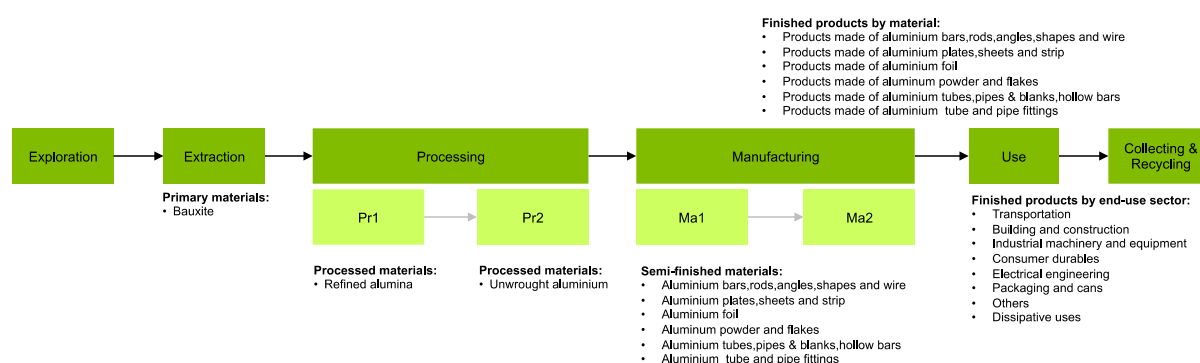 Finished products by material:
• Products made of aluminium bars,rods,angles,shapes and wire
• Products made of aluminium plates,sheets and strip
• Products made of aluminium foil
• Products made of aluminum powder and flakes
• Products made of aluminium tubes,pipes & blanks,hollow bars
• Products made of aluminium tube and pipe fittings
Exploration
Extraction
Processing
Manufacturing
Use
Collecting &
Recycling
Primary materials:
• Bauxite
Pr1
Pr2
Ma1
Ma2
Processed materials:
• Refined alumina
Processed materials:
• Unwrought aluminium
Semi-finished materials:
• Aluminium bars,rods,angles,shapes and wire
• Aluminium plates,sheets and strip
• Aluminium foil
• Aluminum powder and flakes
• Aluminium tubes,pipes & blanks,hollow bars
• Aluminium tube and pipe fittings
Finished products by end-use sector:
• Transportation
• Building and construction
• Industrial machinery and equipment
• Consumer durables
• Electrical engineering
• Packaging and cans
• Others
• Dissipative uses